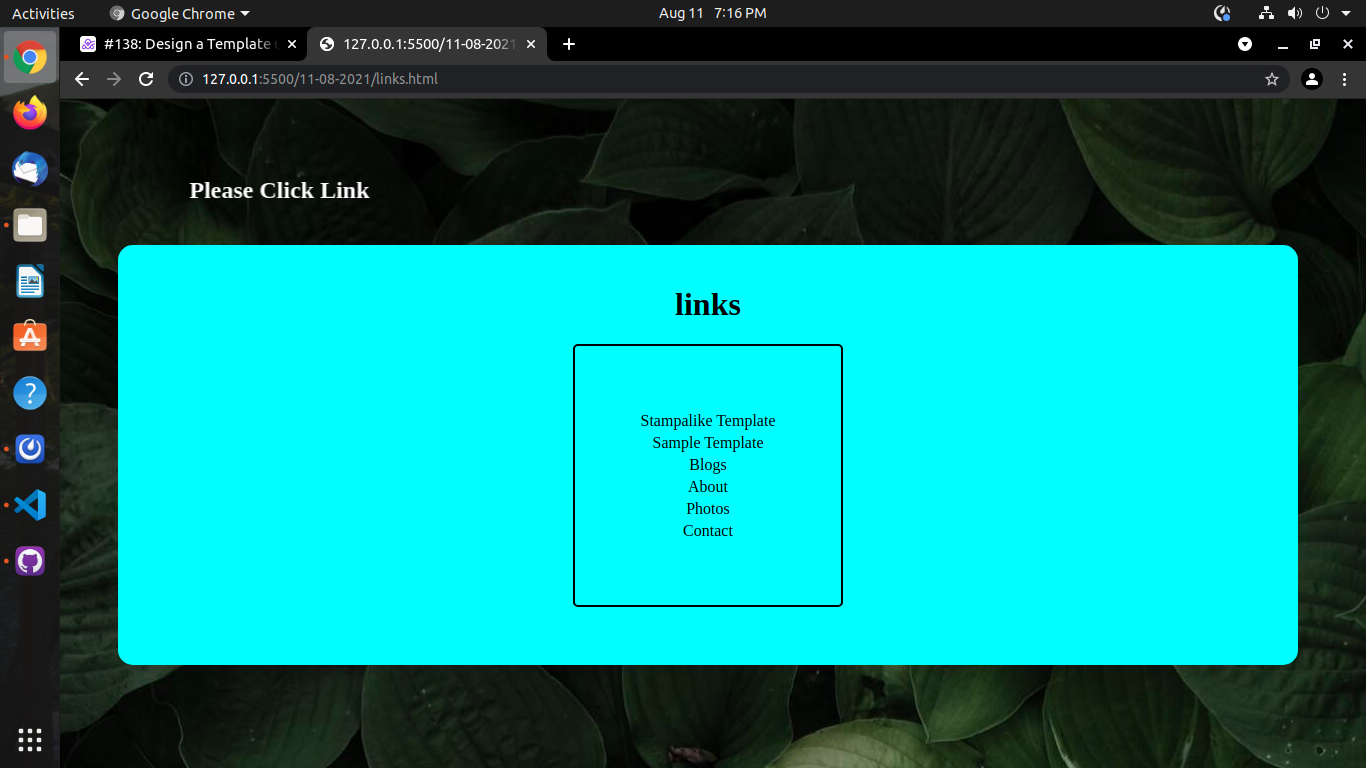 Activities
Google Chrome
Aug 11 7:16 PM
#138: Design a Template
127.0.0.1:5500/11-08-2021
127.0.0.1:5500/11-08-2021/links.html
Please Click Link
links
Stampalike Template
Sample Template
Blogs
About
Photos
Contact